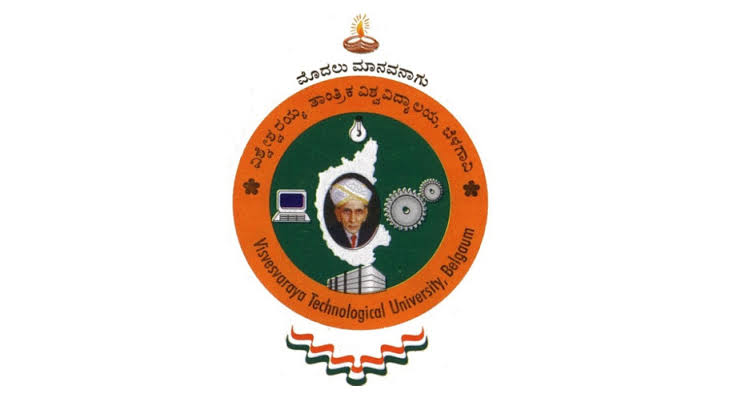 ಮೊದಲು ಮಾನವನಾಗು
ವಿಶ್ವೇಶ್ವರಯ್ಯ ತಾಂತ್ರಿಕ ವಿಶ್ವವಿದ್ಯಾಲಯ, ಬೆಳಗಾವಿ
Visvesvaraya Technological University, Belgaum